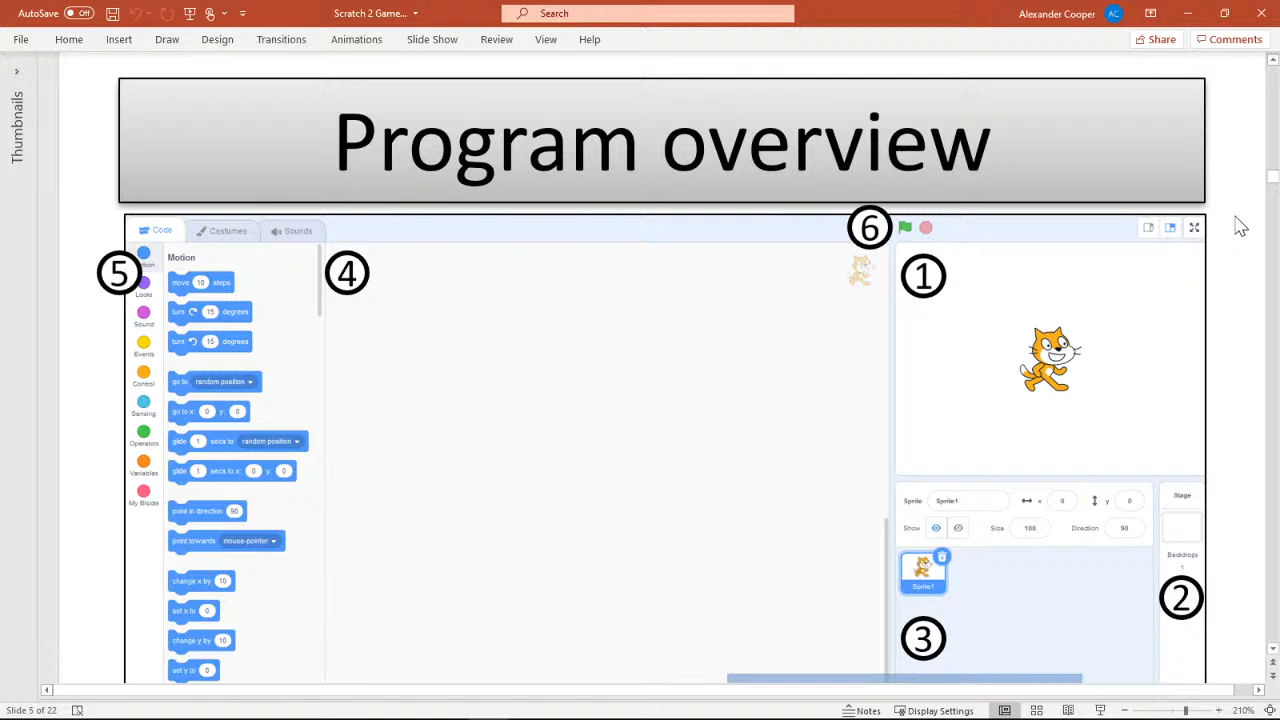 AutoSave Off Scratch 2 Game... Search Alexander Cooper AC
File Home Insert Draw Design Transitions Animations Slide Show Review View Help Share Comments
Thumbnails
Program overview
Code Costumes Sounds 6
5 4 1
Motion
Looks
Sound
Events
Control
Sensing
Operators
Variables
My Blocks
Motion
move 10 steps
turn 15 degrees
turn 15 degrees
go to random position
go to x: 0 y: 0
glide 1 secs to random position
glide 1 secs to x: 0 y: 0
point in direction 90
point towards mouse-pointer
change x by 10
set x to 0
change y by 10
set y to 0
Sprite Sprite1 x 0 y 0
Show Size 100 Direction 90
Sprite1
3
Stage
Backdrops
1
2
Slide 5 of 22 Notes Display Settings 210%